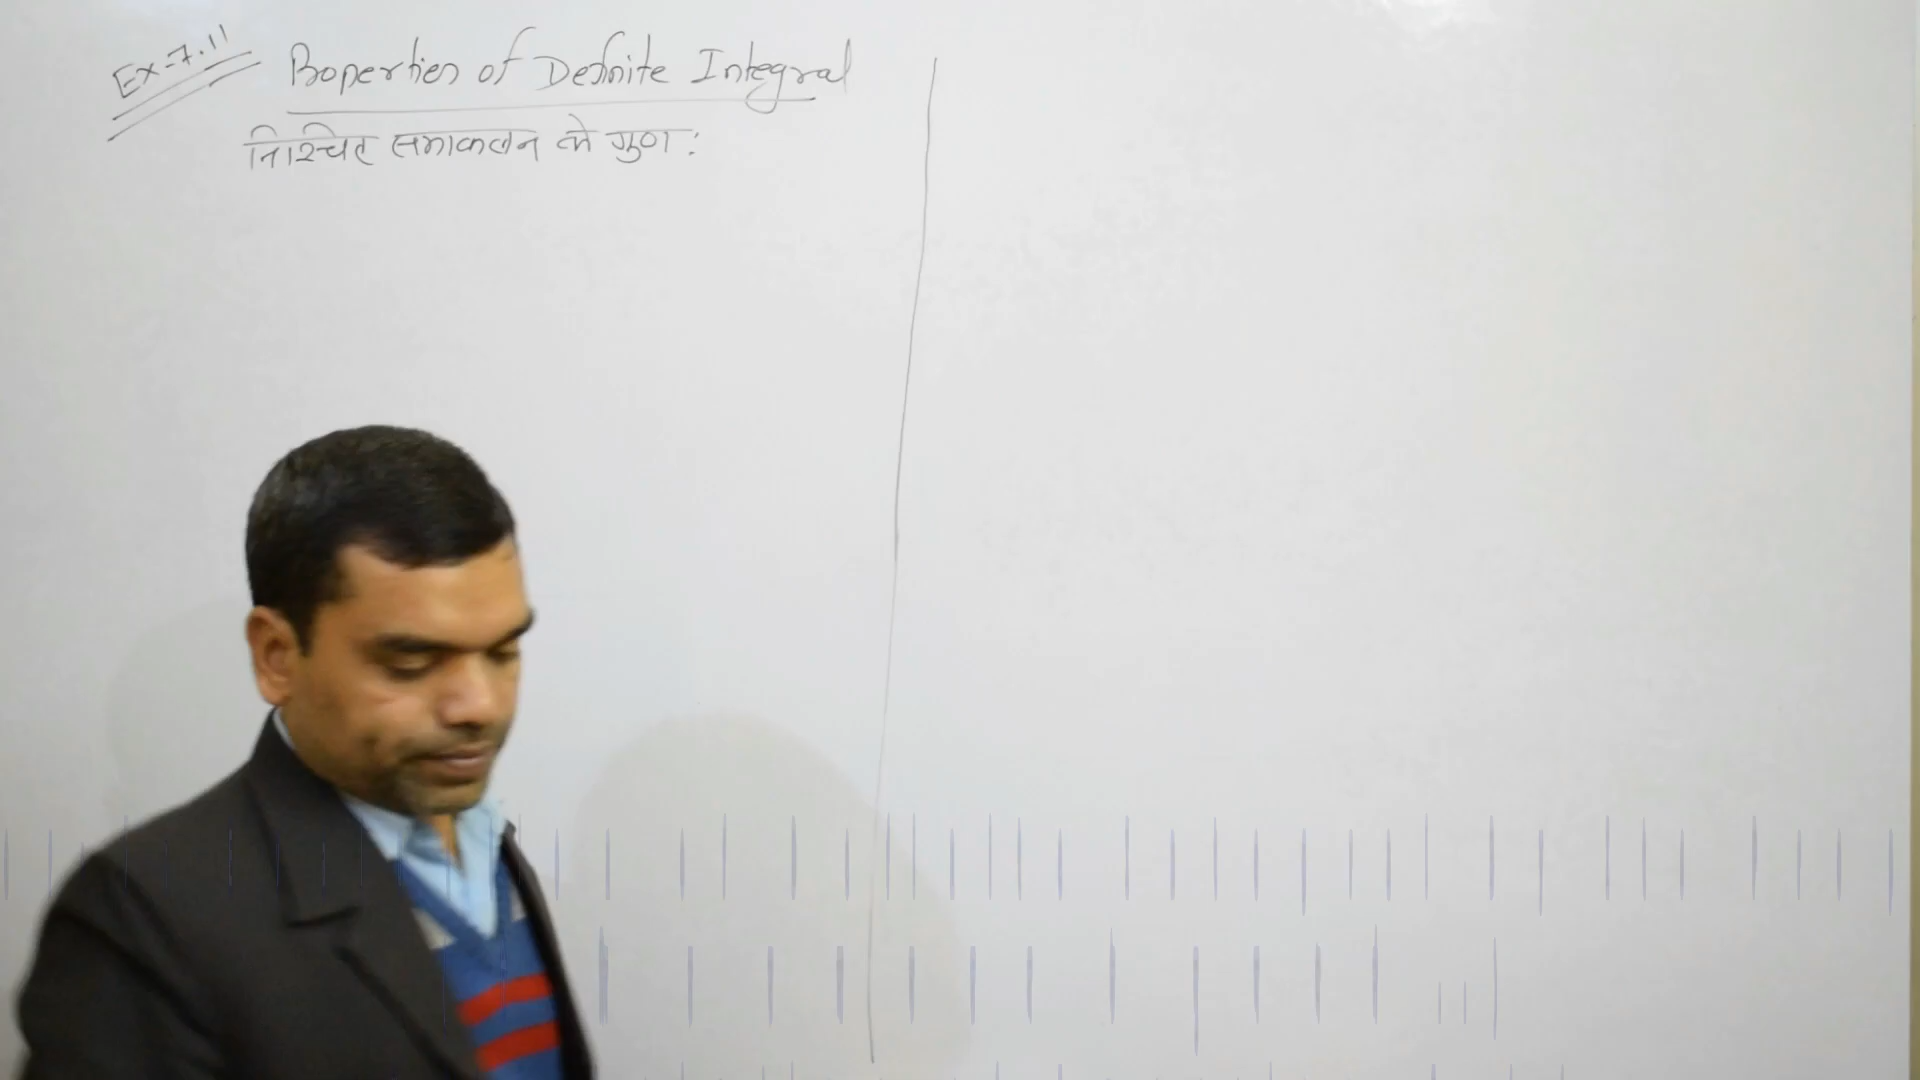 Ex-7.11
Properties of Definite Integral
निश्चित समाकलन के गुण: